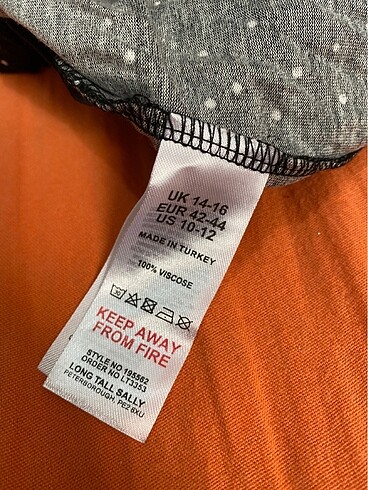 UK 14-16
EUR 42-44
US 10-12
MADE IN TURKEY
100% VISCOSE
KEEP AWAY
FROM FIRE
STYLE NO 195562
ORDER NO LT3353
LONG TALL SALLY
PETERBOROUGH, PE2 8XU